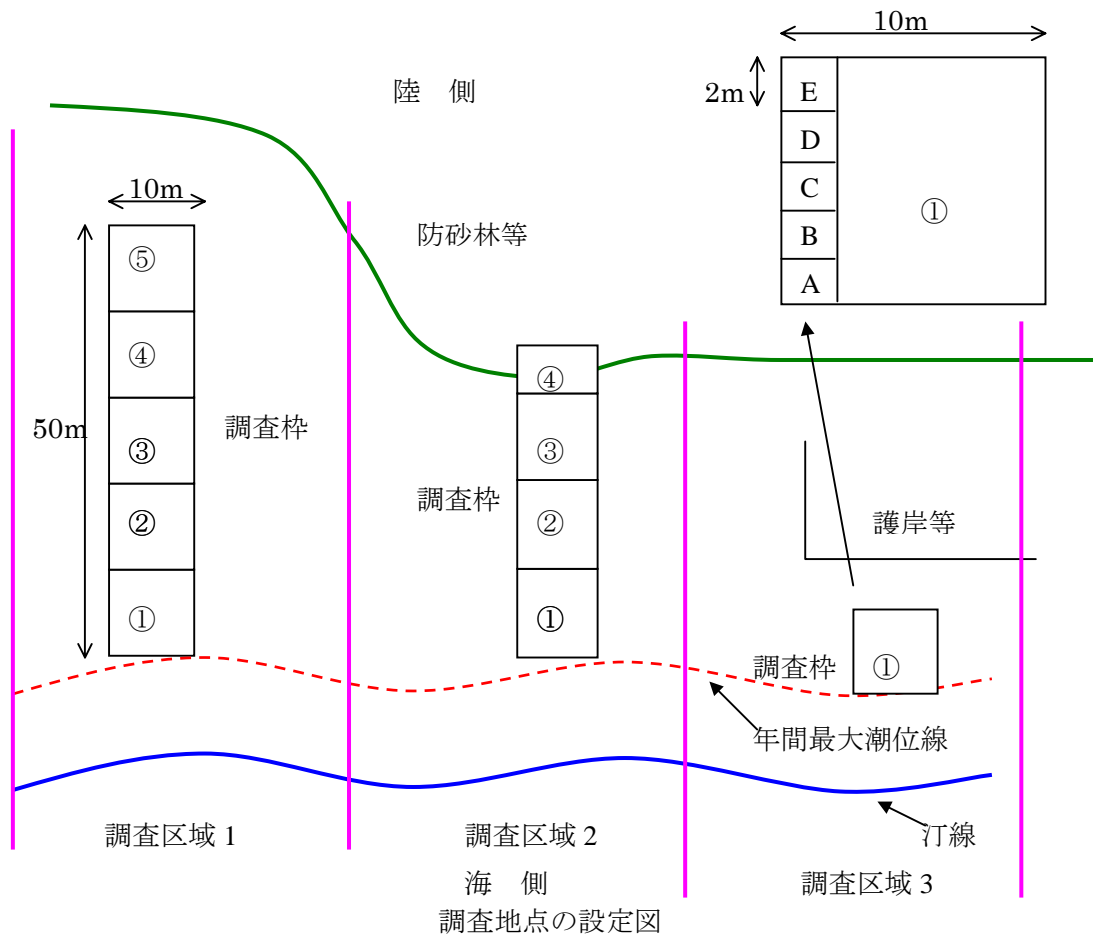 10m
陸　側
2m
E
D
C
B
A
①
10m
防砂林等
⑤
④
③
②
①
50m
調査枠
④
③
②
①
調査枠
護岸等
調査枠
①
年間最大潮位線
汀線
調査区域 1
調査区域 2
調査区域 3
海　側
調査地点の設定図